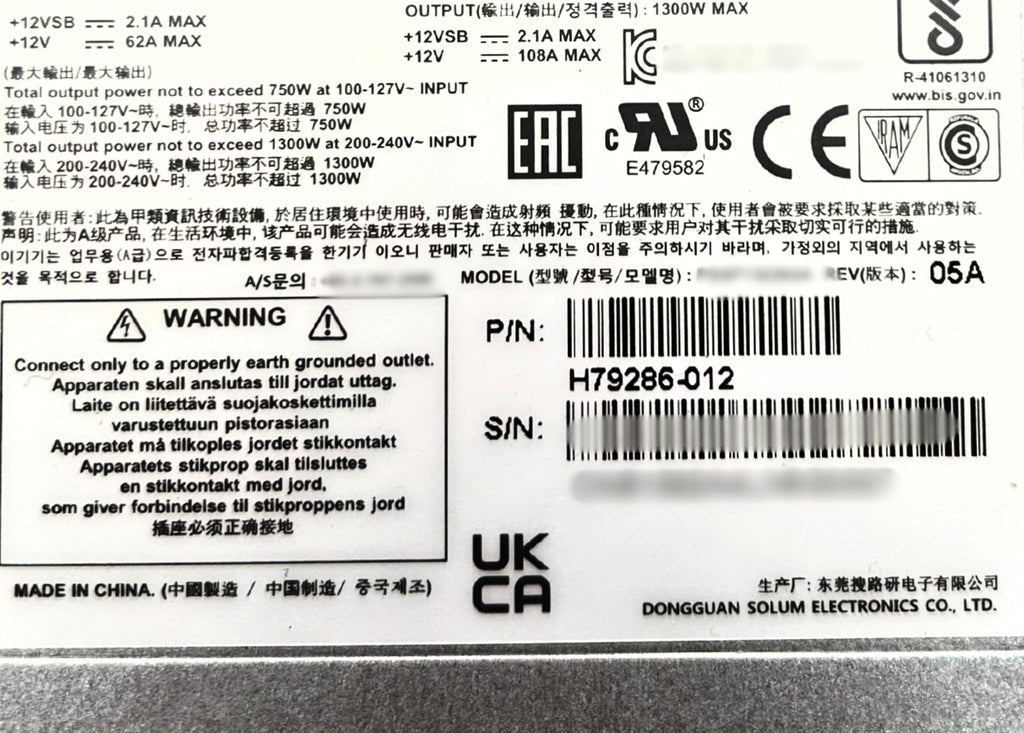 +12VSB 2.1A MAX
+12V 62A MAX
(最大輸出/最大输出)
Total output power not to exceed 750W at 100-127V~ INPUT
在輸入 100-127V~時, 總輸出功率不可超過 750W
输入电压为 100-127V~时, 总功率不超过 750W
Total output power not to exceed 1300W at 200-240V~ INPUT
在輸入 200-240V~時, 總輸出功率不可超過 1300W
输入电压为 200-240V~时, 总功率不超过 1300W
OUTPUT(輸出/输出/정격출력) : 1300W MAX
+12VSB 2.1A MAX
+12V 108A MAX
R-41061310
www.bis.gov.in
EAC
c RU® US
E479582
CE
IRAM
S
警告使用者:此為甲類資訊技術設備, 於居住環境中使用時, 可能會造成射頻 擾動, 在此種情況下, 使用者會被要求採取某些適當的對策.
声明: 此为A级产品, 在生活环境中, 该产品可能会造成无线电干扰. 在这种情况下, 可能要求用户对其干扰采取切实可行的措施.
이기기는 업무용(A급)으로 전자파합격등록을 한기기 이오니 판매자 또는 사용자는 이점을 주의하시기 바라며, 가정외의 지역에서 사용하는
것을 목적으로 합니다.
A/S문의 :
MODEL (型號 /型号/모델명) : REV(版本) : 05A
WARNING
Connect only to a properly earth grounded outlet.
Apparaten skall anslutas till jordat uttag.
Laite on liitettävä suojakoskettimilla
varustettuun pistorasiaan
Apparatet må tilkoples jordet stikkontakt
Apparatets stikprop skal tilsluttes
en stikkontakt med jord,
som giver forbindelse til stikproppens jord
插座必须正确接地
P/N:
H79286-012
S/N:
MADE IN CHINA. (中國製造 / 中国制造/ 중국제조)
UK
CA
生产厂: 东莞搜路研电子有限公司
DONGGUAN SOLUM ELECTRONICS CO., LTD.